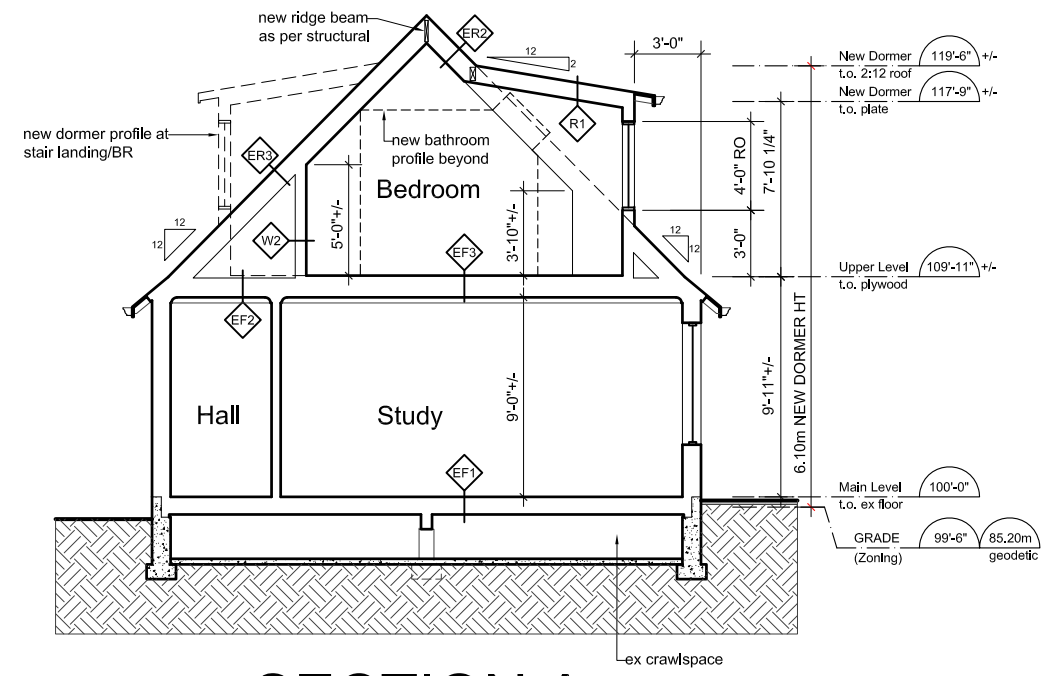 new ridge beam
as per structural
ER2
12
2
3'-0"
New Dormer 119'-6" +/-
t.o. 2:12 roof
New Dormer 117'-9" +/-
t.o. plate
new dormer profile at
stair landing/BR
ER3
new bathroom
profile beyond
R1
Bedroom
4'-0" RO
7'-10 1/4"
12
12
W2
5'-0"+/-
3'-10"+/-
EF3
12
12
3'-0"
Upper Level 109'-11" +/-
t.o. plywood
EF2
6.10m NEW DORMER HT
Hall
Study
9'-0"+/-
9'-11"+/-
EF1
Main Level 100'-0"
t.o. ex floor
GRADE 99'-6" 85.20m
(Zoning) geodetic
ex crawlspace